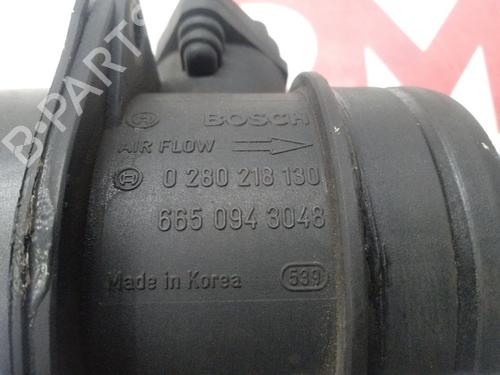 BOSCH
AIR FLOW
0 280 218 130
665 094 3048
Made in Korea 539
B-PARTS